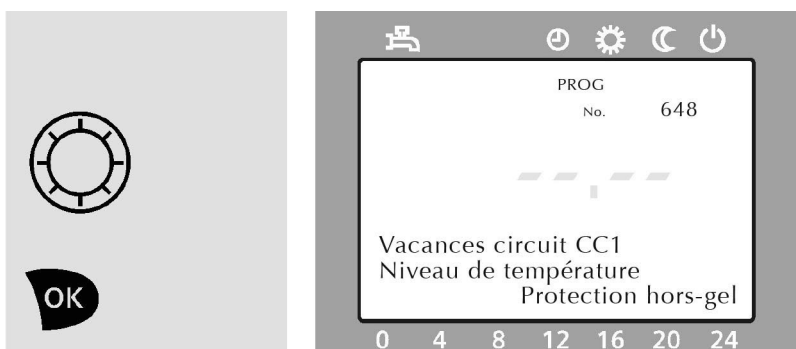 OK
PROG
No. 648
--.--
Vacances circuit CC1
Niveau de température
Protection hors-gel
0 4 8 12 16 20 24